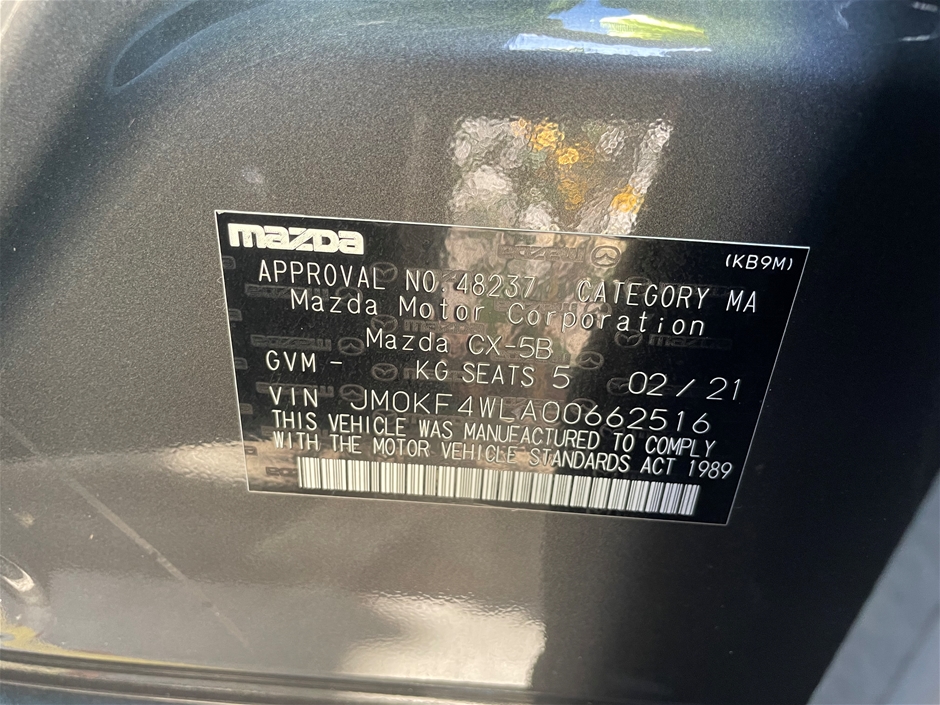 mazda
(KB9M)
APPROVAL NO. 48237 CATEGORY MA
Mazda Motor Corporation
Mazda CX-5B
GVM - KG SEATS 5 02/21
VIN JM0KF4WLA00662516
THIS VEHICLE WAS MANUFACTURED TO COMPLY
WITH THE MOTOR VEHICLE STANDARDS ACT 1989